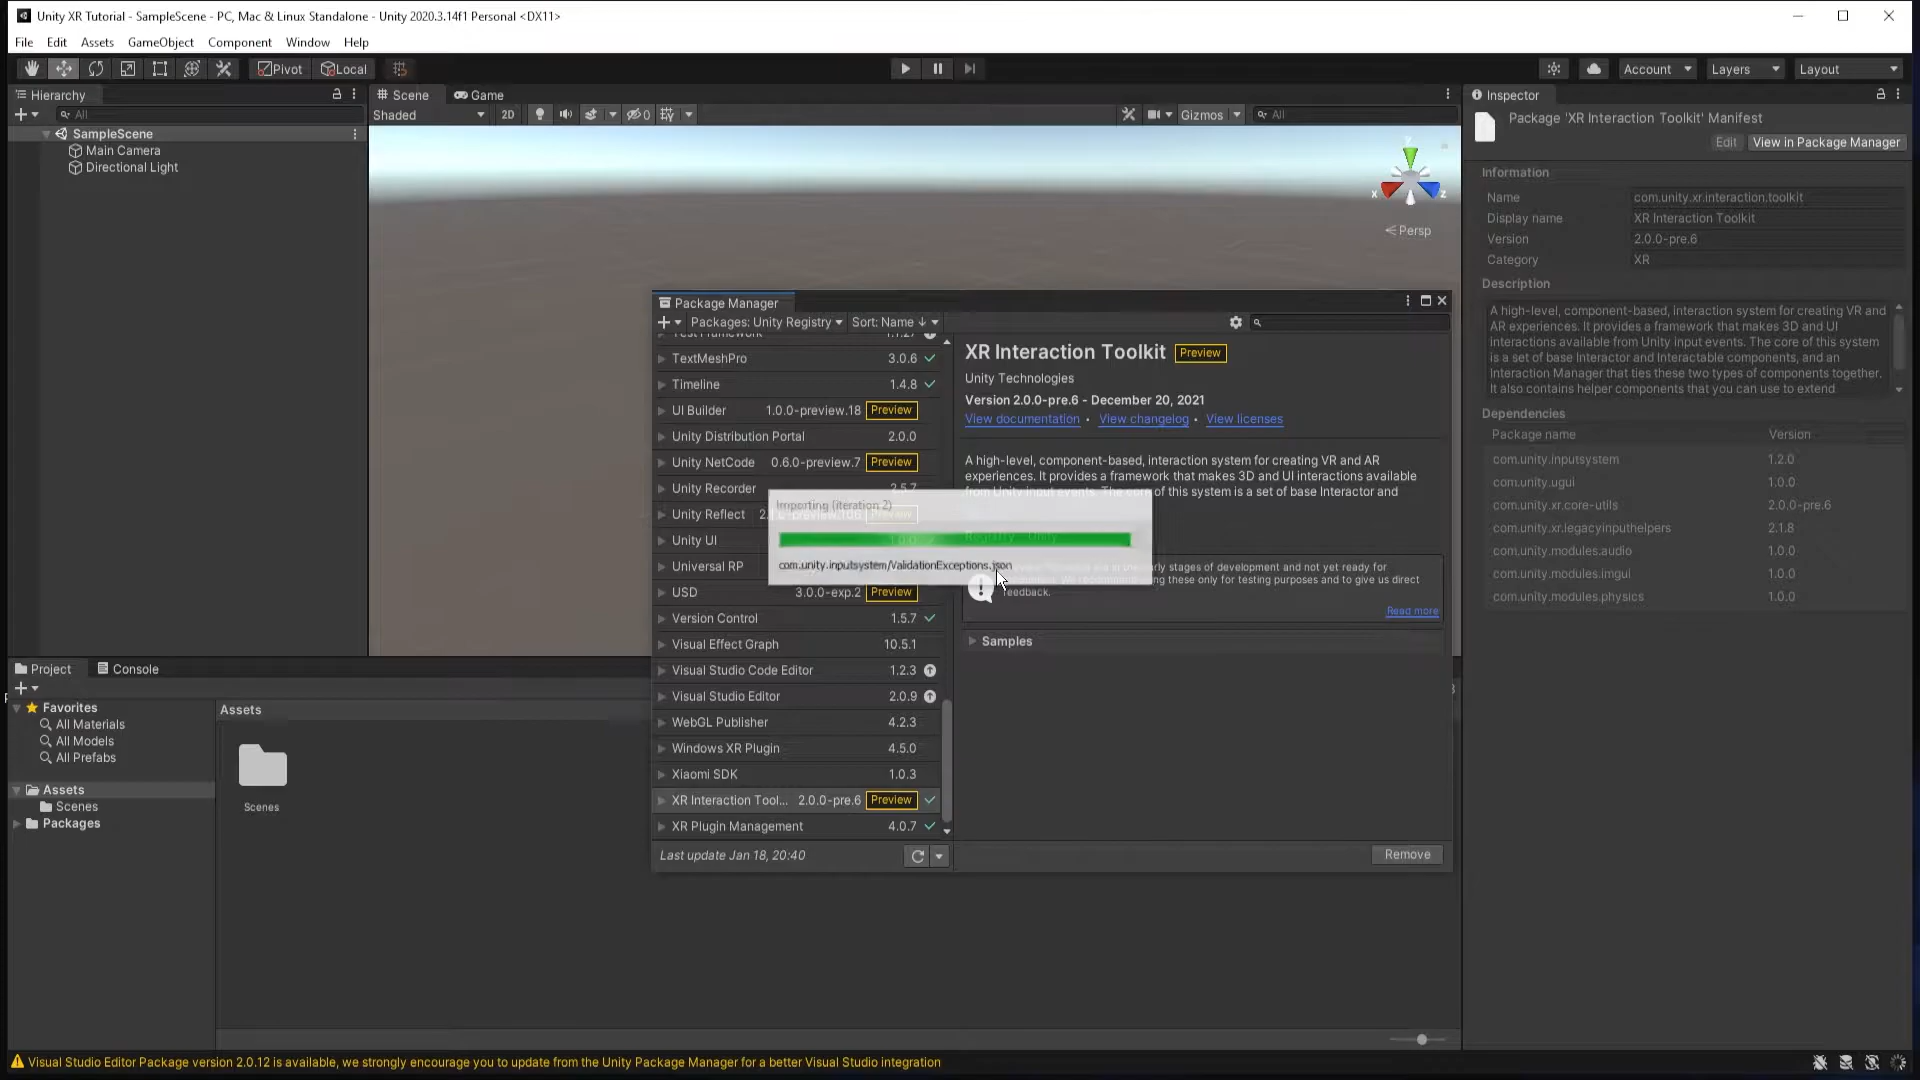 Unity XR Tutorial - SampleScene - PC, Mac & Linux Standalone - Unity 2020.3.14f1 Personal <DX11>
File Edit Assets GameObject Component Window Help
Pivot Local Account Layers Layout
Hierarchy
All
SampleScene
Main Camera
Directional Light
Scene Game
Shaded 2D 0 Gizmos All
Y
X Z
Persp
Inspector
Package 'XR Interaction Toolkit' Manifest
Edit View in Package Manager
Information
Name com.unity.xr.interaction.toolkit
Display name XR Interaction Toolkit
Version 2.0.0-pre.6
Category XR
Description
A high-level, component-based, interaction system for creating VR and
AR experiences. It provides a framework that makes 3D and UI
interactions available from Unity input events. The core of this system
is a set of base Interactor and Interactable components, and an
Interaction Manager that ties these two types of components together.
It also contains helper components that you can use to extend
Dependencies
Package name Version
com.unity.inputsystem 1.2.0
com.unity.ugui 1.0.0
com.unity.xr.core-utils 2.0.0-pre.6
com.unity.xr.legacyinputhelpers 2.1.8
com.unity.modules.audio 1.0.0
com.unity.modules.imgui 1.0.0
com.unity.modules.physics 1.0.0
Package Manager
Packages: Unity Registry Sort: Name ↓
TextMeshPro 3.0.6
Timeline 1.4.8
UI Builder 1.0.0-preview.18 Preview
Unity Distribution Portal 2.0.0
Unity NetCode 0.6.0-preview.7 Preview
Unity Recorder 2.5.7
Unity Reflect
Unity UI 1.0.0
Universal RP
USD 3.0.0-exp.2 Preview
Version Control 1.5.7
Visual Effect Graph 10.5.1
Visual Studio Code Editor 1.2.3
Visual Studio Editor 2.0.9
WebGL Publisher 4.2.3
Windows XR Plugin 4.5.0
Xiaomi SDK 1.0.3
XR Interaction Tool... 2.0.0-pre.6 Preview
XR Plugin Management 4.0.7
Last update Jan 18, 20:40
XR Interaction Toolkit Preview
Unity Technologies
Version 2.0.0-pre.6 - December 20, 2021
View documentation • View changelog • View licenses
A high-level, component-based, interaction system for creating VR and AR
experiences. It provides a framework that makes 3D and UI interactions available
from Unity input events. The core of this system is a set of base Interactor and
Importing (iteration 2)
Registry Unity
com.unity.inputsystem/ValidationExceptions.json
stages of development and not yet ready for
these only for testing purposes and to give us direct
feedback.
Read more
Samples
Remove
Project Console
Favorites
All Materials
All Models
All Prefabs
Assets
Scenes
Packages
Assets
Scenes
Visual Studio Editor Package version 2.0.12 is available, we strongly encourage you to update from the Unity Package Manager for a better Visual Studio integration